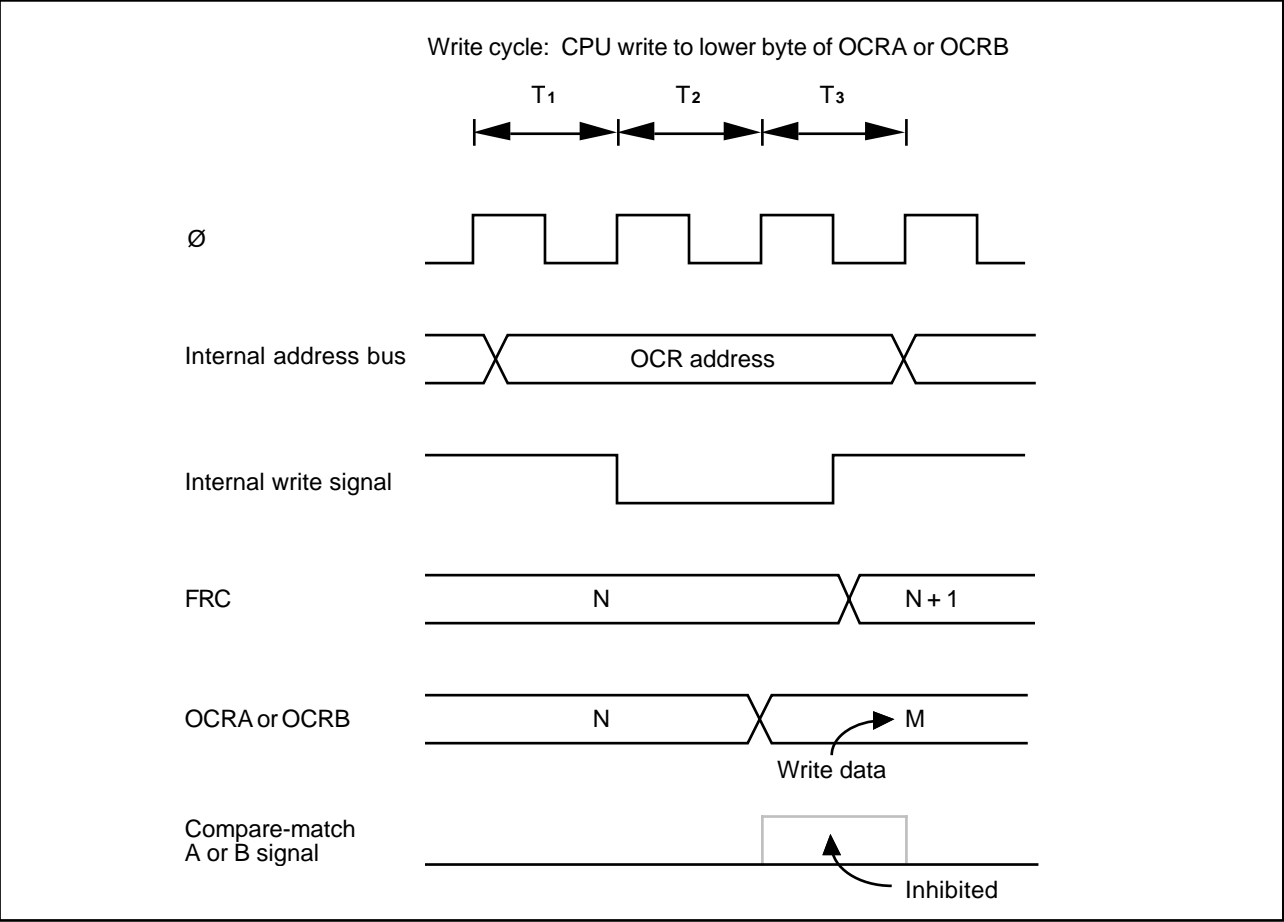 Write cycle: CPU write to lower byte of OCRA or OCRB
T1 T2 T3
Ø
Internal address bus
OCR address
Internal write signal
FRC
N
N + 1
OCRA or OCRB
N
M
Write data
Compare-match
A or B signal
Inhibited